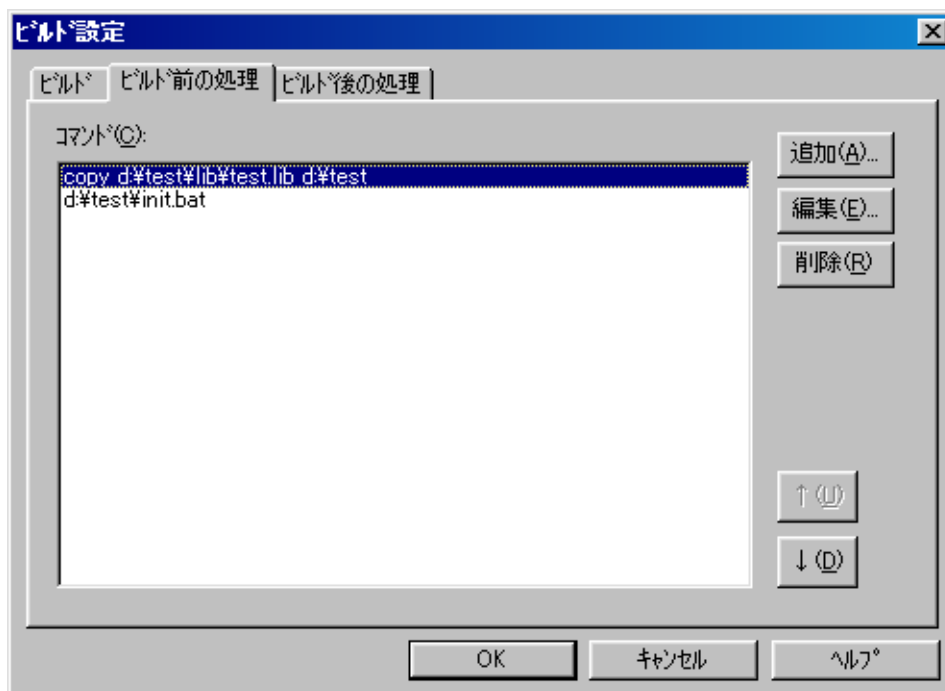 ﾋﾞﾙﾄﾞ設定
ﾋﾞﾙﾄﾞ
ﾋﾞﾙﾄﾞ前の処理
ﾋﾞﾙﾄﾞ後の処理
ｺﾏﾝﾄﾞ(C):
copy d:¥test¥lib¥test.lib d:¥test
d:¥test¥init.bat
追加(A)...
編集(E)...
削除(R)
↑(U)
↓(D)
OK
ｷｬﾝｾﾙ
ﾍﾙﾌﾟ